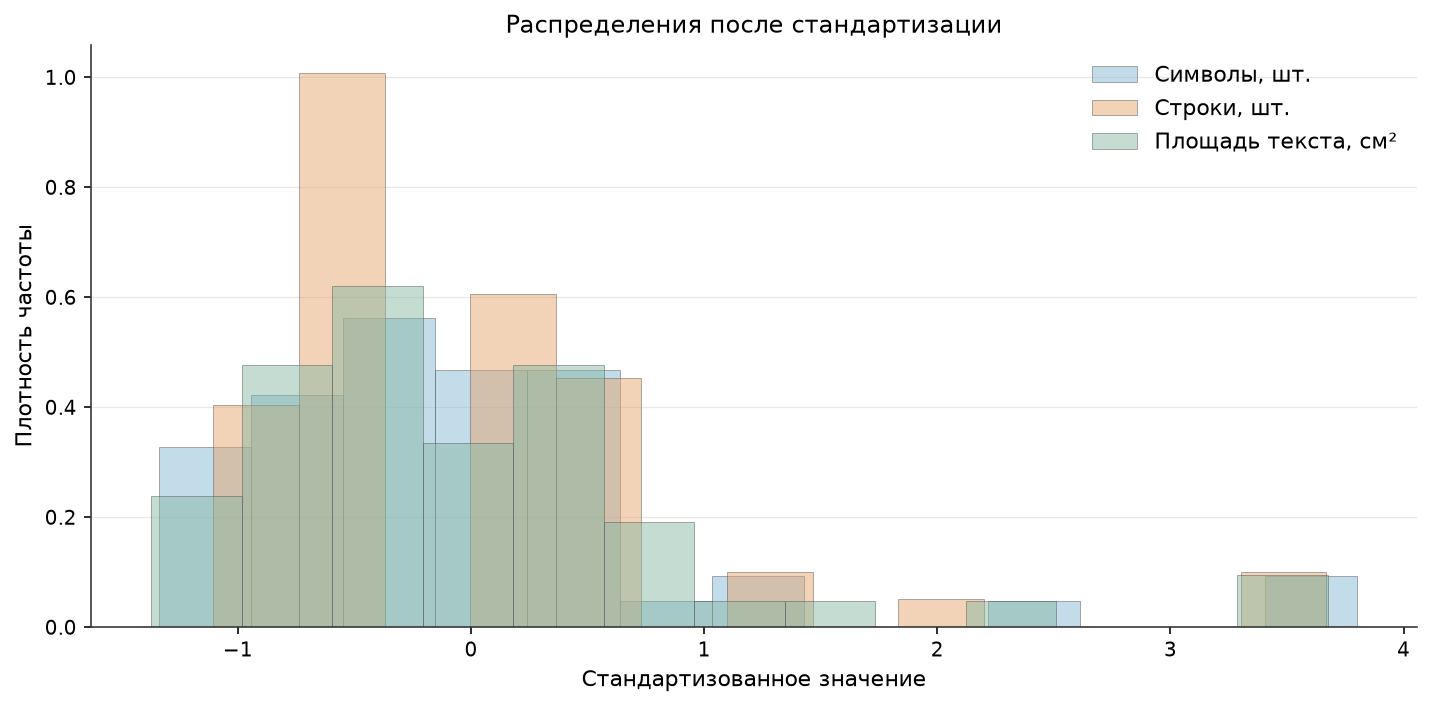 Распределения после стандартизации
Символы, шт.
Строки, шт.
Площадь текста, см²
Плотность частоты
1.0
0.8
0.6
0.4
0.2
0.0
−1
0
1
2
3
4
Стандартизованное значение